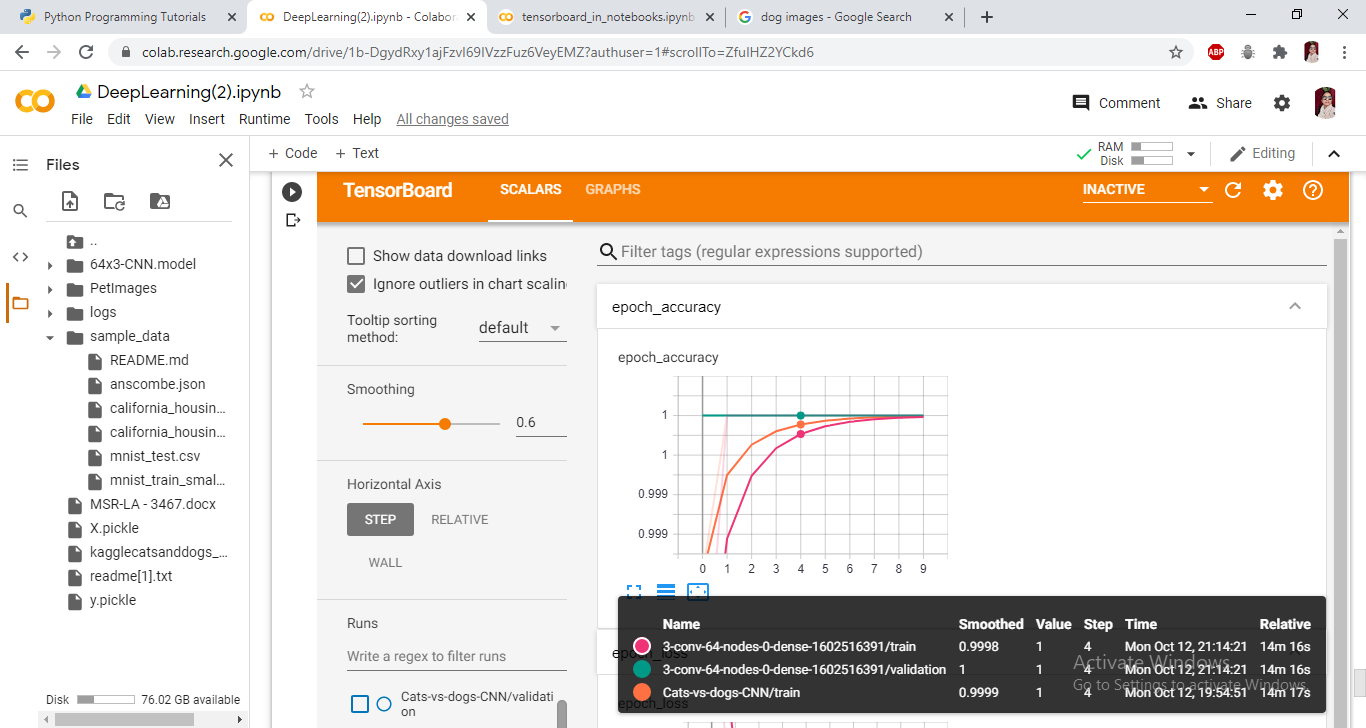 Python Programming Tutorials
DeepLearning(2).ipynb - Colabora
tensorboard_in_notebooks.ipynb
dog images - Google Search
colab.research.google.com/drive/1b-DgydRxy1ajFzvI69IVzzFuz6VeyEMZ?authuser=1#scrollTo=ZfuIHZ2YCkd6
ABP
DeepLearning(2).ipynb
Comment
Share
File Edit View Insert Runtime Tools Help All changes saved
Files
+ Code + Text
RAM
Disk
Editing
TensorBoard
SCALARS
GRAPHS
INACTIVE
..
64x3-CNN.model
PetImages
logs
sample_data
README.md
anscombe.json
california_housin...
california_housin...
mnist_test.csv
mnist_train_smal...
MSR-LA - 3467.docx
X.pickle
kagglecatsanddogs_...
readme[1].txt
y.pickle
Disk
76.02 GB available
Show data download links
Ignore outliers in chart scalin
Tooltip sorting
method:
default
Smoothing
0.6
Horizontal Axis
STEP
RELATIVE
WALL
Runs
Write a regex to filter runs
Cats-vs-dogs-CNN/validati
on
Filter tags (regular expressions supported)
epoch_accuracy
epoch_accuracy
1
1
0.999
0.999
0 1 2 3 4 5 6 7 8 9
Name Smoothed Value Step Time Relative
3-conv-64-nodes-0-dense-1602516391/train 0.9998 1 4 Mon Oct 12, 21:14:21 14m 16s
3-conv-64-nodes-0-dense-1602516391/validation 1 1 4 Mon Oct 12, 21:14:21 14m 16s
Cats-vs-dogs-CNN/train 0.9999 1 4 Mon Oct 12, 19:54:51 14m 17s
epoch_loss
epoch_loss
Activate Windows
Go to Settings to activate Windows.